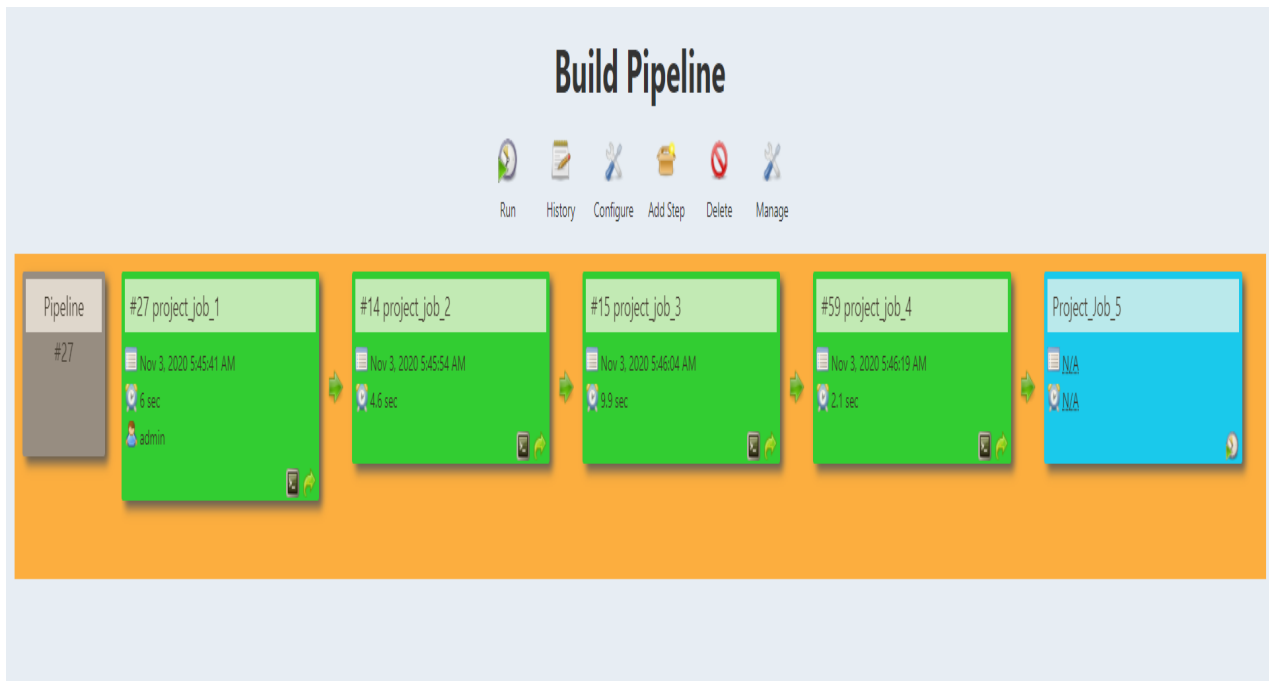 Build Pipeline
Run History Configure Add Step Delete Manage
Pipeline
#27
#27 project_job_1
Nov 3, 2020 5:45:41 AM
6 sec
admin
#14 project_job_2
Nov 3, 2020 5:45:54 AM
4.6 sec
#15 project_job_3
Nov 3, 2020 5:46:04 AM
9.9 sec
#59 project_job_4
Nov 3, 2020 5:46:19 AM
2.1 sec
Project_Job_5
N/A
N/A